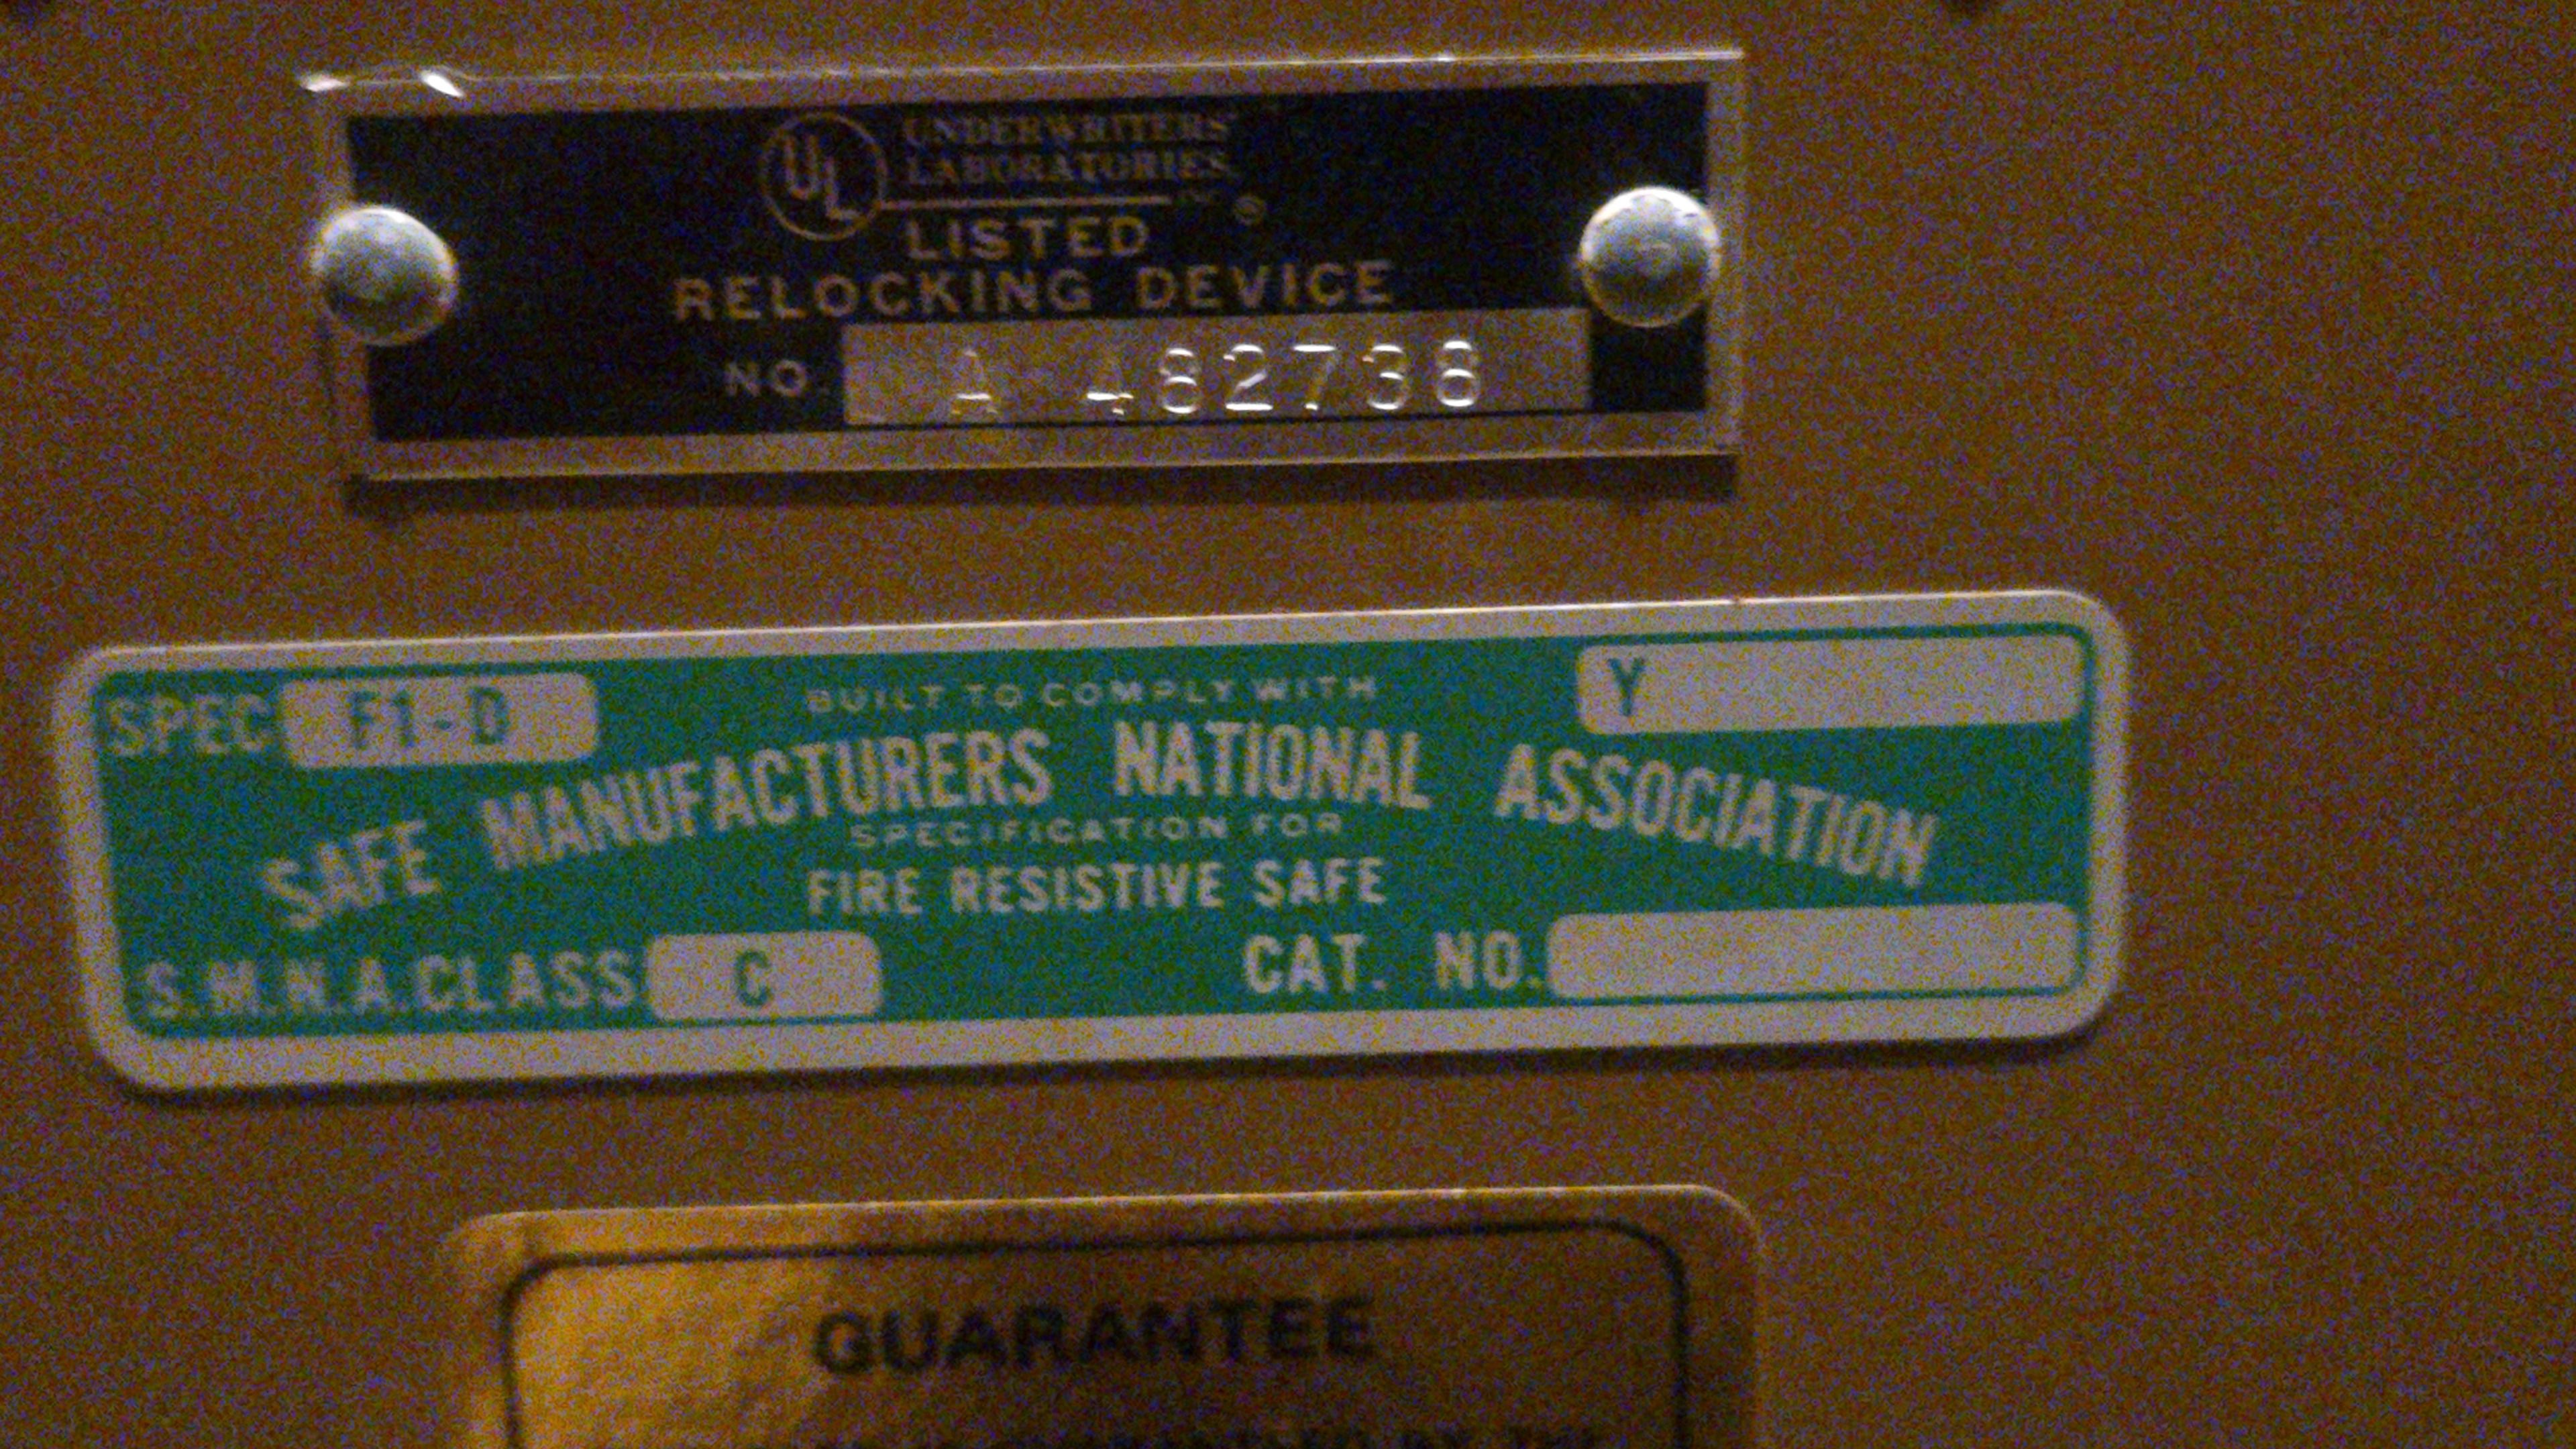 UL UNDERWRITERS'
LABORATORIES, INC. ®
LISTED
RELOCKING DEVICE
NO. A 482738
SPEC F1-D
BUILT TO COMPLY WITH
Y
SAFE MANUFACTURERS NATIONAL ASSOCIATION
SPECIFICATION FOR
FIRE RESISTIVE SAFE
S.M.N.A. CLASS C
CAT. NO.
GUARANTEE